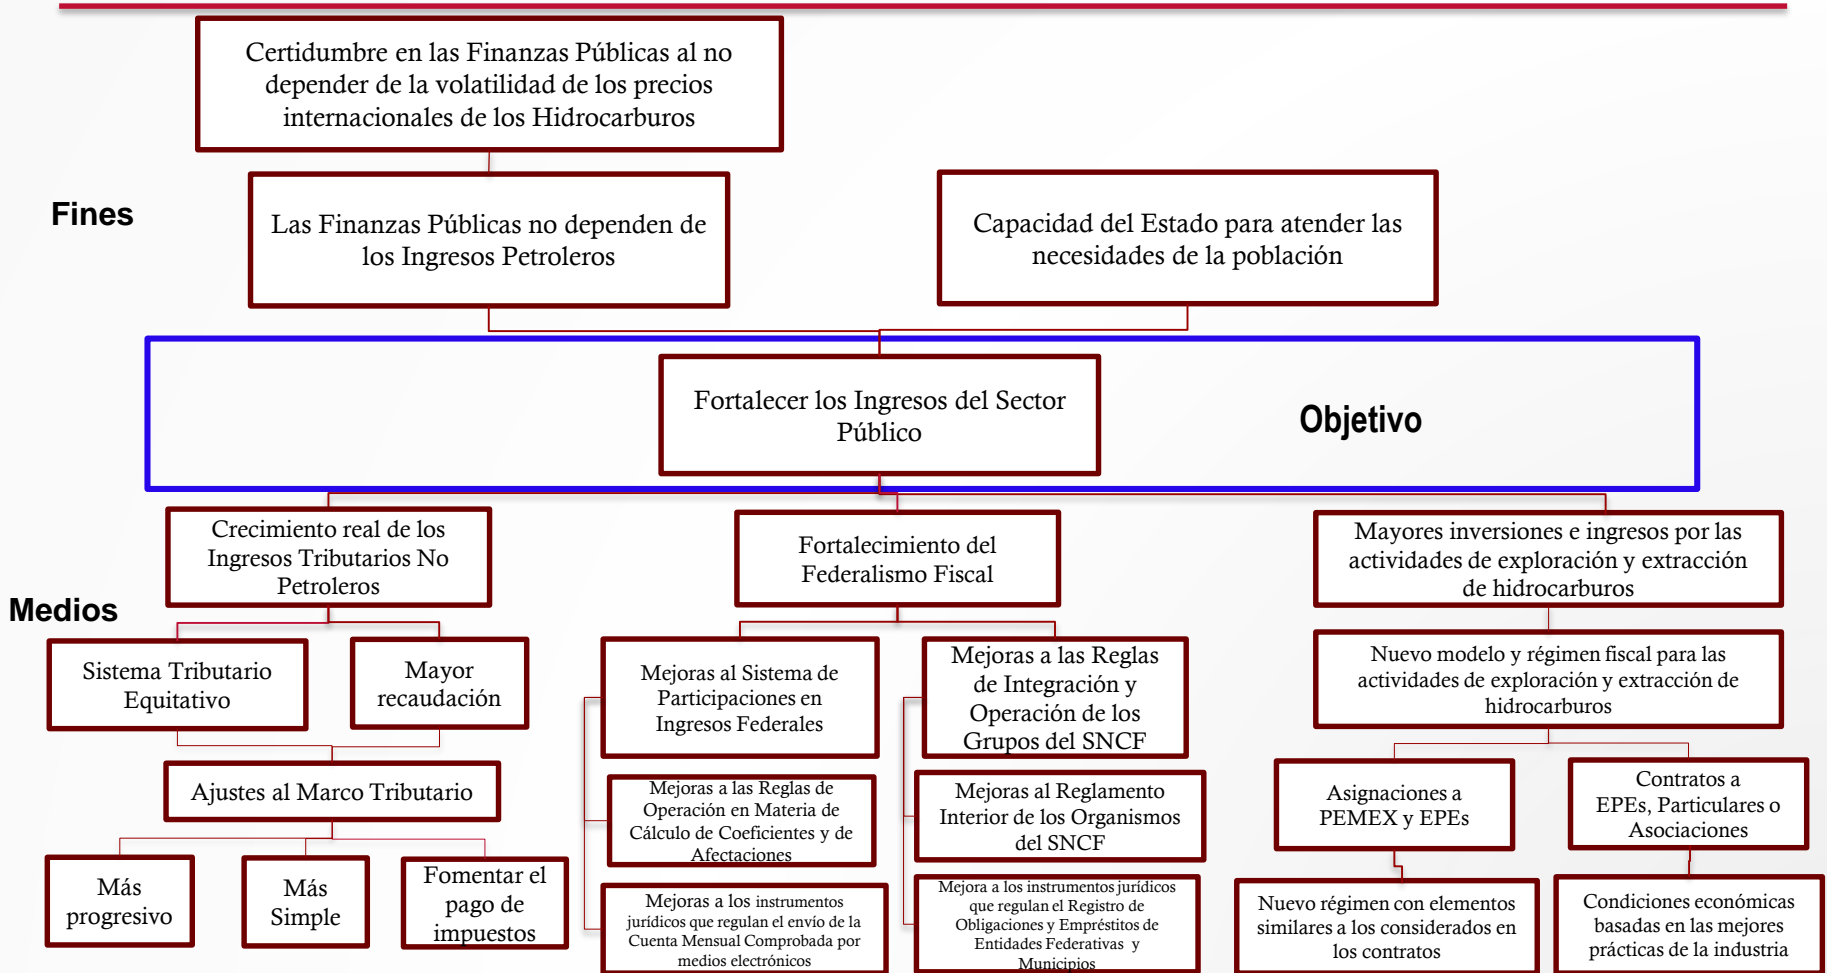 Certidumbre en las Finanzas Públicas al no
depender de la volatilidad de los precios
internacionales de los Hidrocarburos
Fines
Las Finanzas Públicas no dependen de
los Ingresos Petroleros
Capacidad del Estado para atender las
necesidades de la población
Fortalecer los Ingresos del Sector
Público
Objetivo
Crecimiento real de los
Ingresos Tributarios No
Petroleros
Fortalecimiento del
Federalismo Fiscal
Mayores inversiones e ingresos por las
actividades de exploración y extracción
de hidrocarburos
Medios
Sistema Tributario
Equitativo
Mayor
recaudación
Mejoras al Sistema de
Participaciones en
Ingresos Federales
Mejoras a las Reglas
de Integración y
Operación de los
Grupos del SNCF
Nuevo modelo y régimen fiscal para las
actividades de exploración y extracción de
hidrocarburos
Ajustes al Marco Tributario
Mejoras a las Reglas de
Operación en Materia de
Cálculo de Coeficientes y de
Afectaciones
Mejoras al Reglamento
Interior de los Organismos
del SNCF
Asignaciones a
PEMEX y EPEs
Contratos a
EPEs, Particulares o
Asociaciones
Más
progresivo
Más
Simple
Fomentar el
pago de
impuestos
Mejoras a los instrumentos
jurídicos que regulan el envío de la
Cuenta Mensual Comprobada por
medios electrónicos
Mejora a los instrumentos jurídicos
que regulan el Registro de
Obligaciones y Empréstitos de
Entidades Federativas y
Municipios
Nuevo régimen con elementos
similares a los considerados en
los contratos
Condiciones económicas
basadas en las mejores
prácticas de la industria